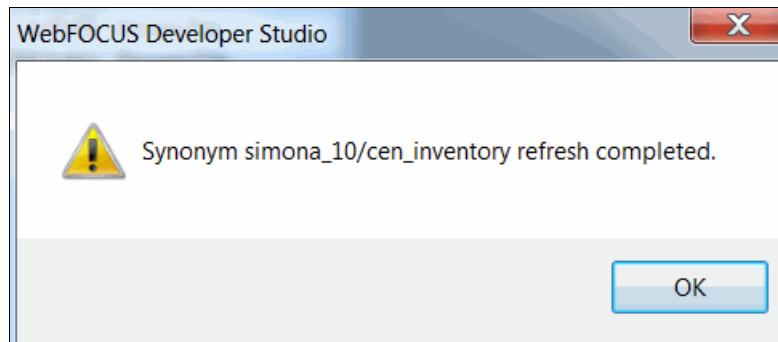 WebFOCUS Developer Studio
Synonym simona_10/cen_inventory refresh completed.
OK